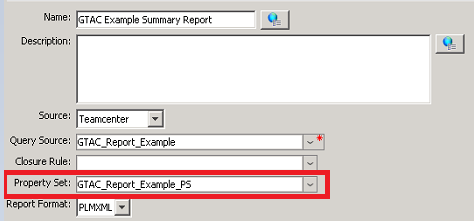 Name: GTAC Example Summary Report
Description:
Source: Teamcenter
Query Source: GTAC_Report_Example *
Closure Rule:
Property Set: GTAC_Report_Example_PS
Report Format: PLMXML